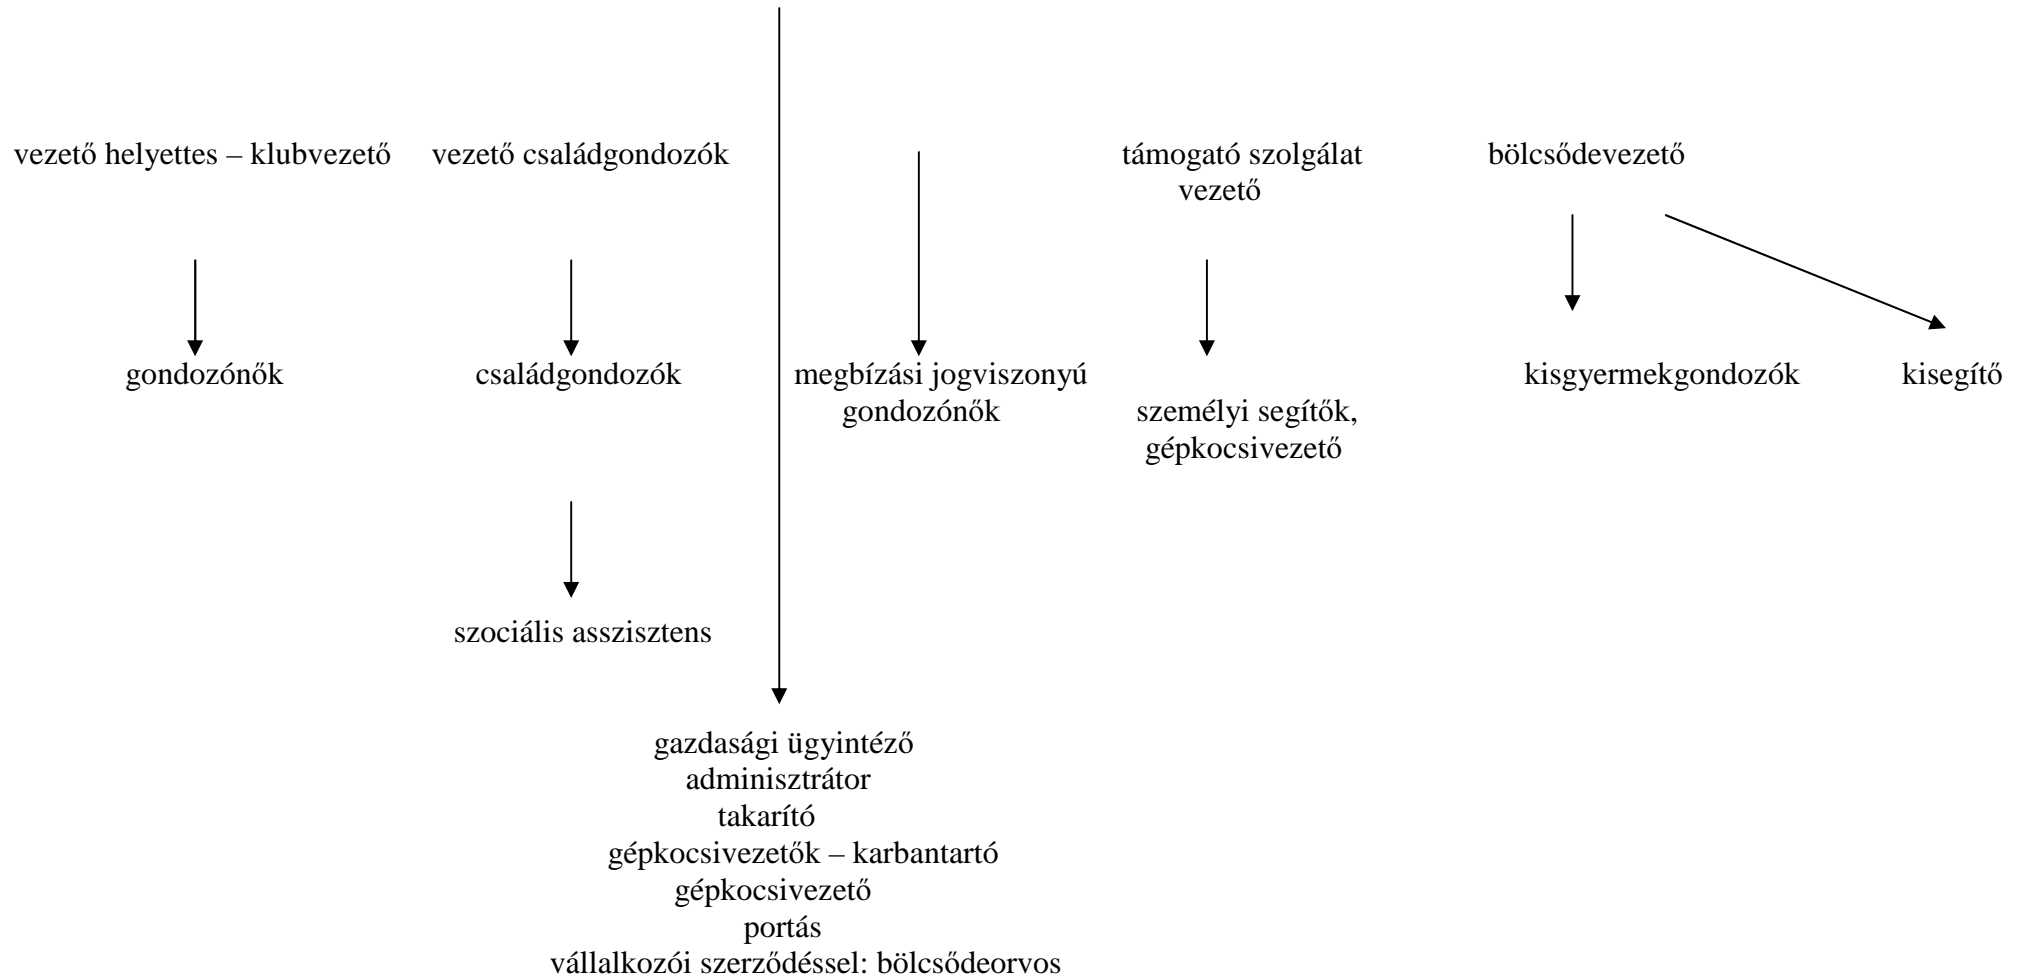 vezető helyettes – klubvezető
vezető családgondozók
támogató szolgálat
vezető
bölcsődevezető
gondozónők
családgondozók
megbízási jogviszonyú
gondozónők
személyi segítők,
gépkocsivezető
kisgyermekgondozók
kisegítő
szociális asszisztens
gazdasági ügyintéző
adminisztrátor
takarító
gépkocsivezetők – karbantartó
gépkocsivezető
portás
vállalkozói szerződéssel: bölcsődeorvos